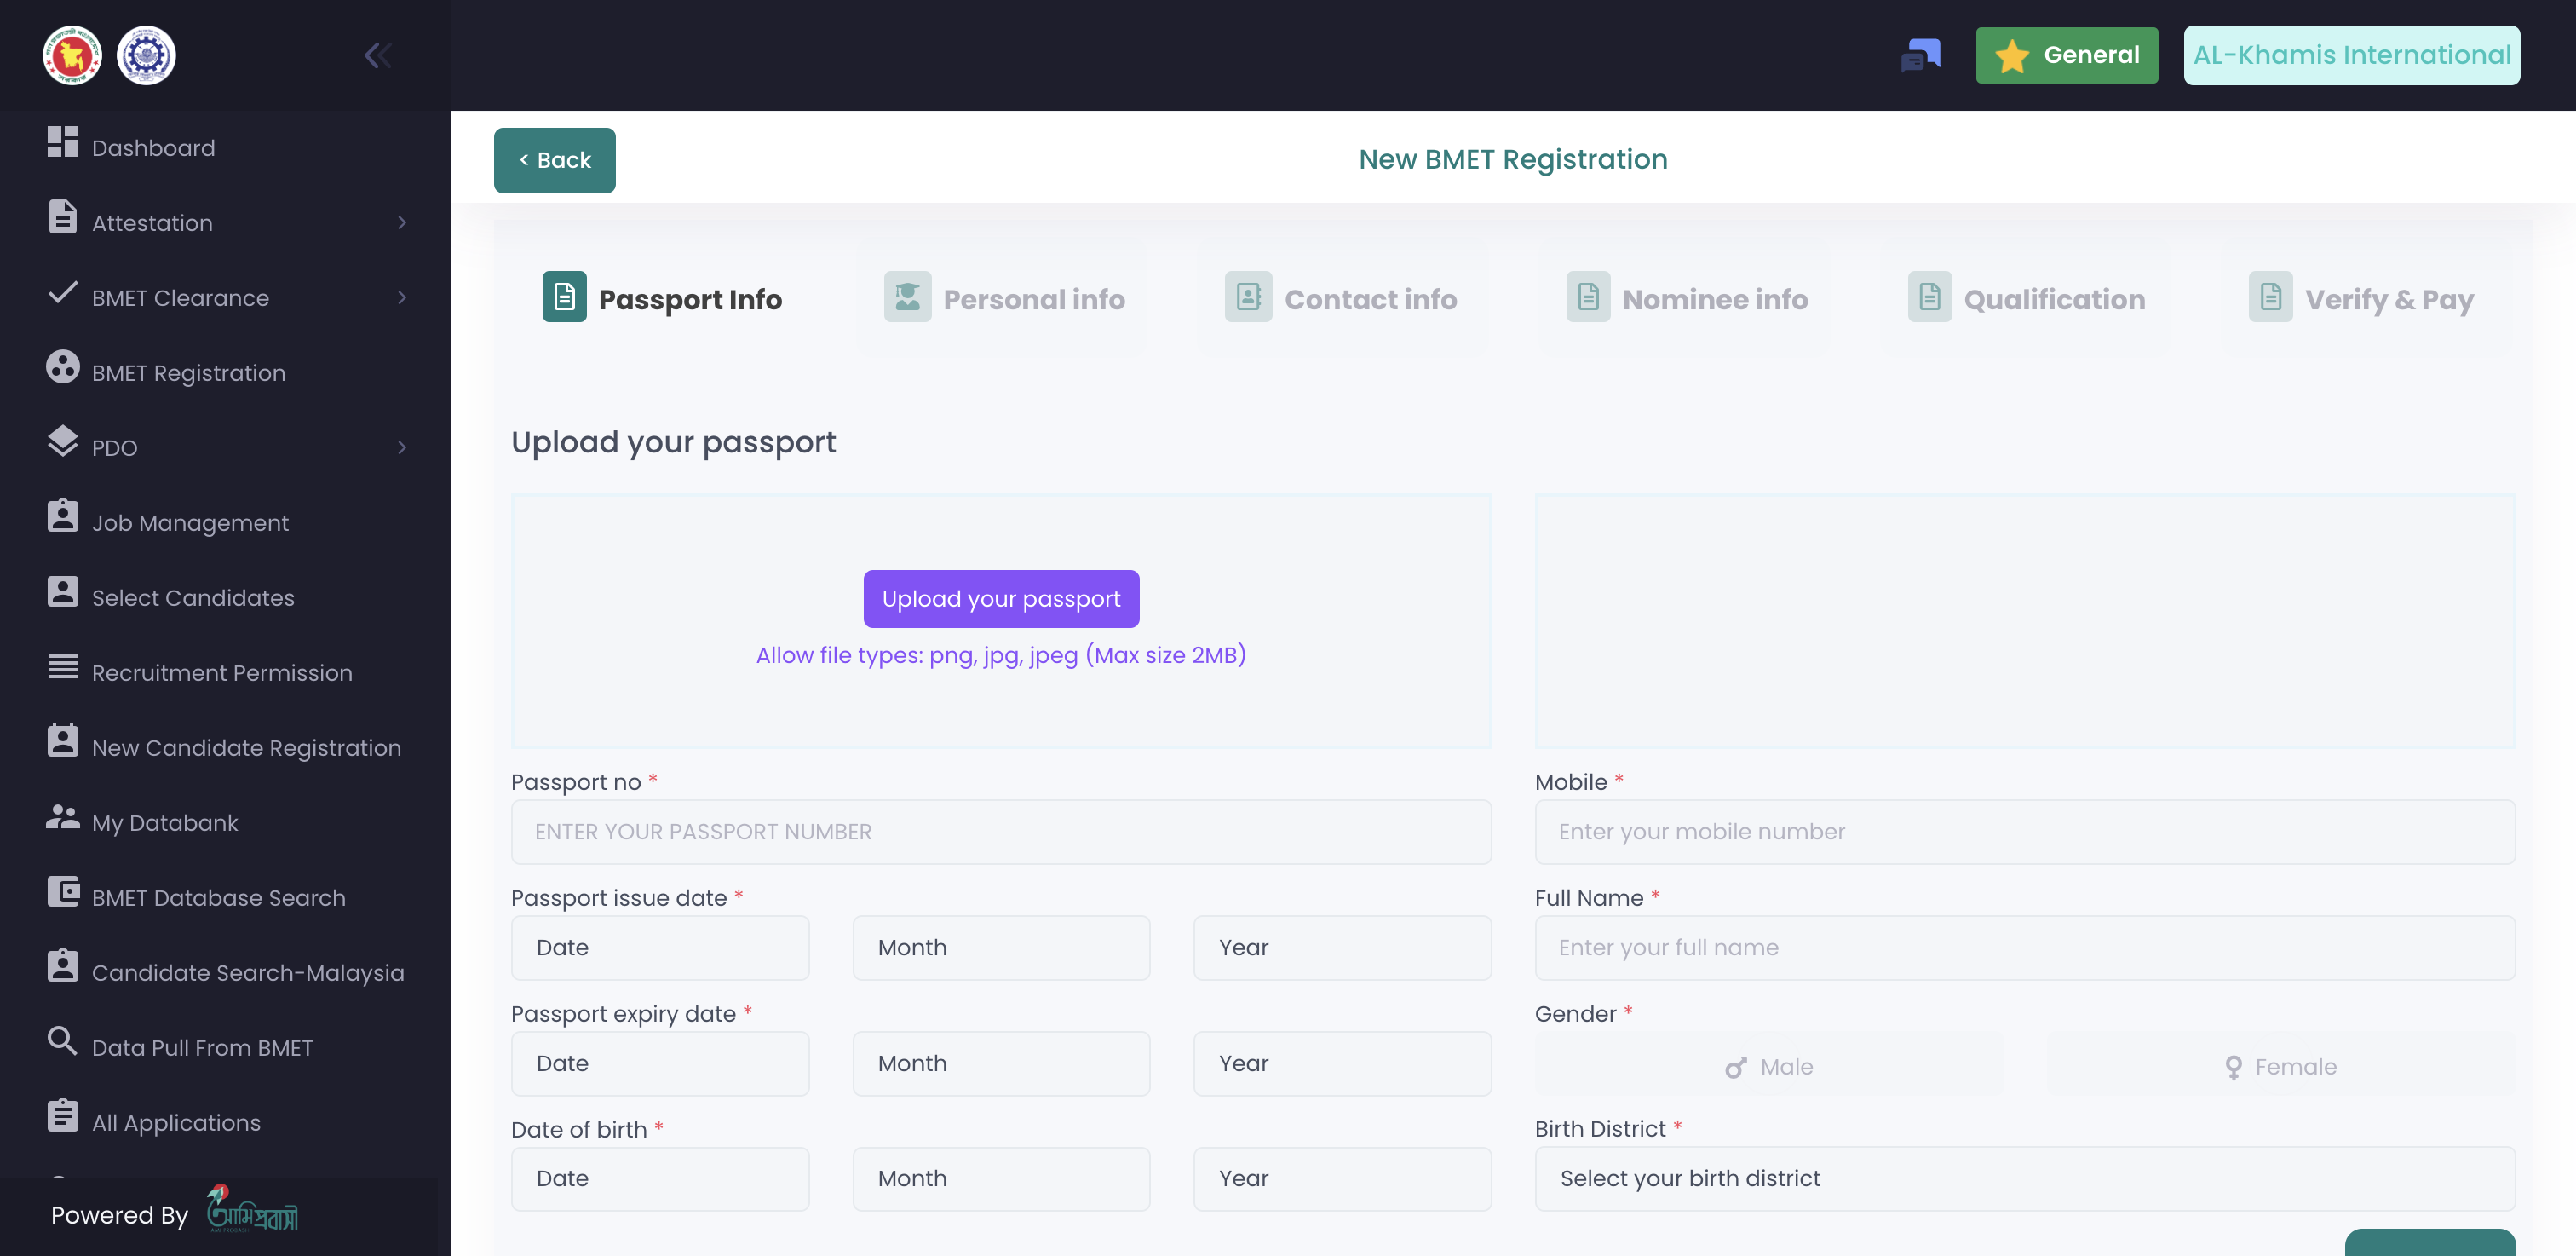 General
AL-Khamis International
Dashboard
Attestation
BMET Clearance
BMET Registration
PDO
Job Management
Select Candidates
Recruitment Permission
New Candidate Registration
My Databank
BMET Database Search
Candidate Search-Malaysia
Data Pull From BMET
All Applications
Powered By
আমি প্রবাসী
< Back
New BMET Registration
Passport Info
Personal info
Contact info
Nominee info
Qualification
Verify & Pay
Upload your passport
Upload your passport
Allow file types: png, jpg, jpeg (Max size 2MB)
Passport no *
ENTER YOUR PASSPORT NUMBER
Mobile *
Enter your mobile number
Passport issue date *
Date Month Year
Full Name *
Enter your full name
Passport expiry date *
Date Month Year
Gender *
Male Female
Date of birth *
Date Month Year
Birth District *
Select your birth district